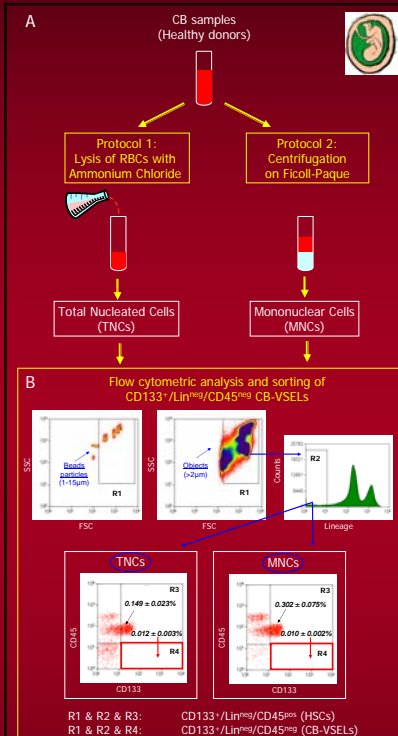 A
CB samples
(Healthy donors)
Protocol 1:
Lysis of RBCs with
Ammonium Chloride
Protocol 2:
Centrifugation
on Ficoll-Paque
Total Nucleated Cells
(TNCs)
Mononuclear Cells
(MNCs)
B
Flow cytometric analysis and sorting of
CD133⁺/Linⁿᵉᵍ/CD45ⁿᵉᵍ CB-VSELs
SSC
Beads
particles
(1-15µm)
R1
FSC
SSC
Objects
(>2µm)
R1
FSC
Counts
R2
Lineage
TNCs
CD45
R3
0.149 ± 0.023%
0.012 ± 0.003%
R4
CD133
MNCs
CD45
R3
0.302 ± 0.075%
0.010 ± 0.002%
R4
CD133
R1 & R2 & R3: CD133⁺/Linⁿᵉᵍ/CD45ᵖᵒˢ (HSCs)
R1 & R2 & R4: CD133⁺/Linⁿᵉᵍ/CD45ⁿᵉᵍ (CB-VSELs)